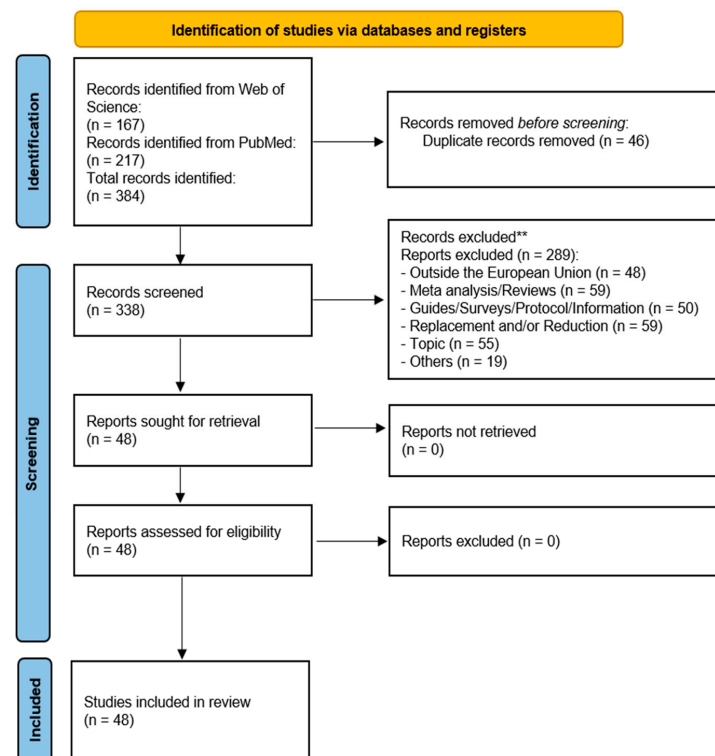 Identification of studies via databases and registers
Identification
Records identified from Web of
Science:
(n = 167)
Records identified from PubMed:
(n = 217)
Total records identified:
(n = 384)
Records removed before screening:
Duplicate records removed (n = 46)
Screening
Records screened
(n = 338)
Records excluded**
Reports excluded (n = 289):
- Outside the European Union (n = 48)
- Meta analysis/Reviews (n = 59)
- Guides/Surveys/Protocol/Information (n = 50)
- Replacement and/or Reduction (n = 59)
- Topic (n = 55)
- Others (n = 19)
Reports sought for retrieval
(n = 48)
Reports not retrieved
(n = 0)
Reports assessed for eligibility
(n = 48)
Reports excluded (n = 0)
Included
Studies included in review
(n = 48)